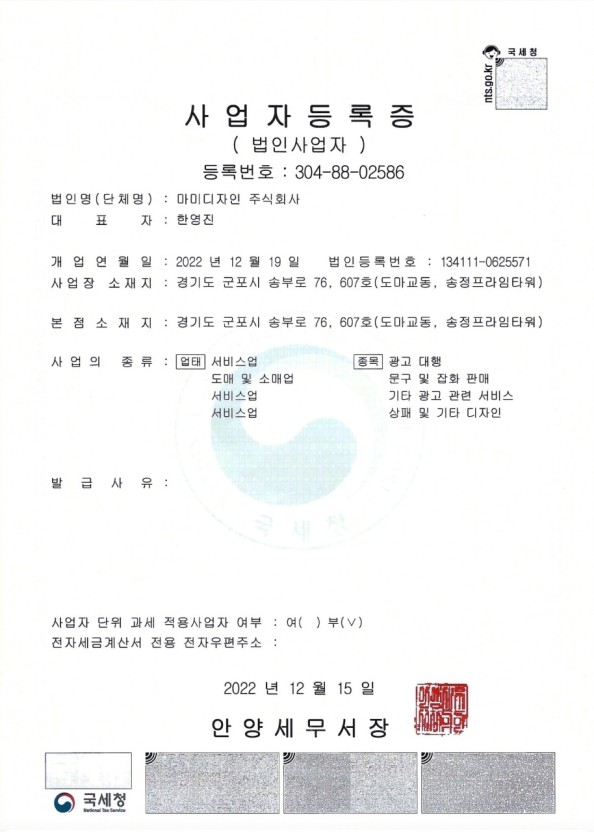 국세청
nts.go.kr
사업자등록증
( 법인사업자 )
등록번호 : 304-88-02586
법인명(단체명) : 마미디자인 주식회사
대 표 자 : 한영진
개 업 연 월 일 : 2022 년 12 월 19 일 법인등록번호 : 134111-0625571
사업장 소재지 : 경기도 군포시 송부로 76, 607호(도마교동, 송정프라임타워)
본 점 소 재 지 : 경기도 군포시 송부로 76, 607호(도마교동, 송정프라임타워)
사 업 의 종 류 : 업태 서비스업 종목 광고 대행
도매 및 소매업 문구 및 잡화 판매
서비스업 기타 광고 관련 서비스
서비스업 상패 및 기타 디자인
국세청
발 급 사 유 :
사업자 단위 과세 적용사업자 여부 : 여( ) 부(∨)
전자세금계산서 전용 전자우편주소 :
2022 년 12 월 15 일
안양세무서장
국세청
National Tax Service